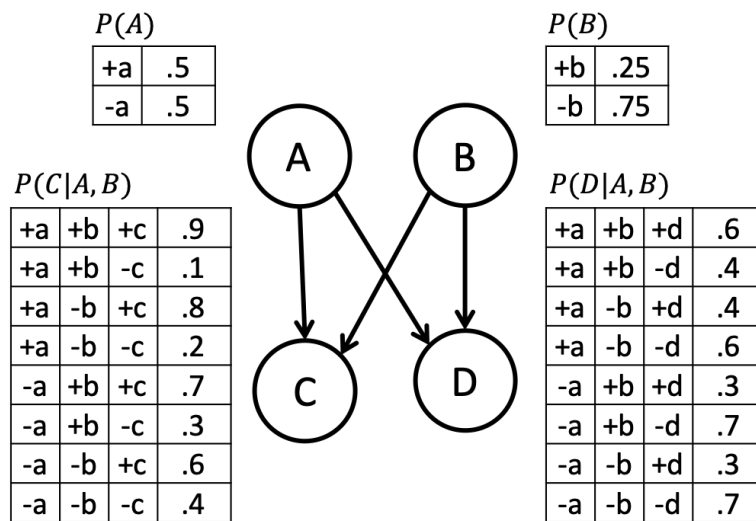 P(A)
+a .5
-a .5
P(B)
+b .25
-b .75
A
B
P(C|A, B)
+a +b +c .9
+a +b -c .1
+a -b +c .8
+a -b -c .2
-a +b +c .7
-a +b -c .3
-a -b +c .6
-a -b -c .4
P(D|A, B)
+a +b +d .6
+a +b -d .4
+a -b +d .4
+a -b -d .6
-a +b +d .3
-a +b -d .7
-a -b +d .3
-a -b -d .7
C
D